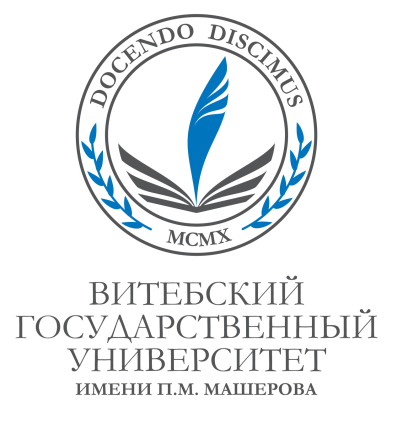 DOCENDO DISCIMUS
MCMX
ВИТЕБСКИЙ
ГОСУДАРСТВЕННЫЙ
УНИВЕРСИТЕТ
ИМЕНИ П.М. МАШЕРОВА